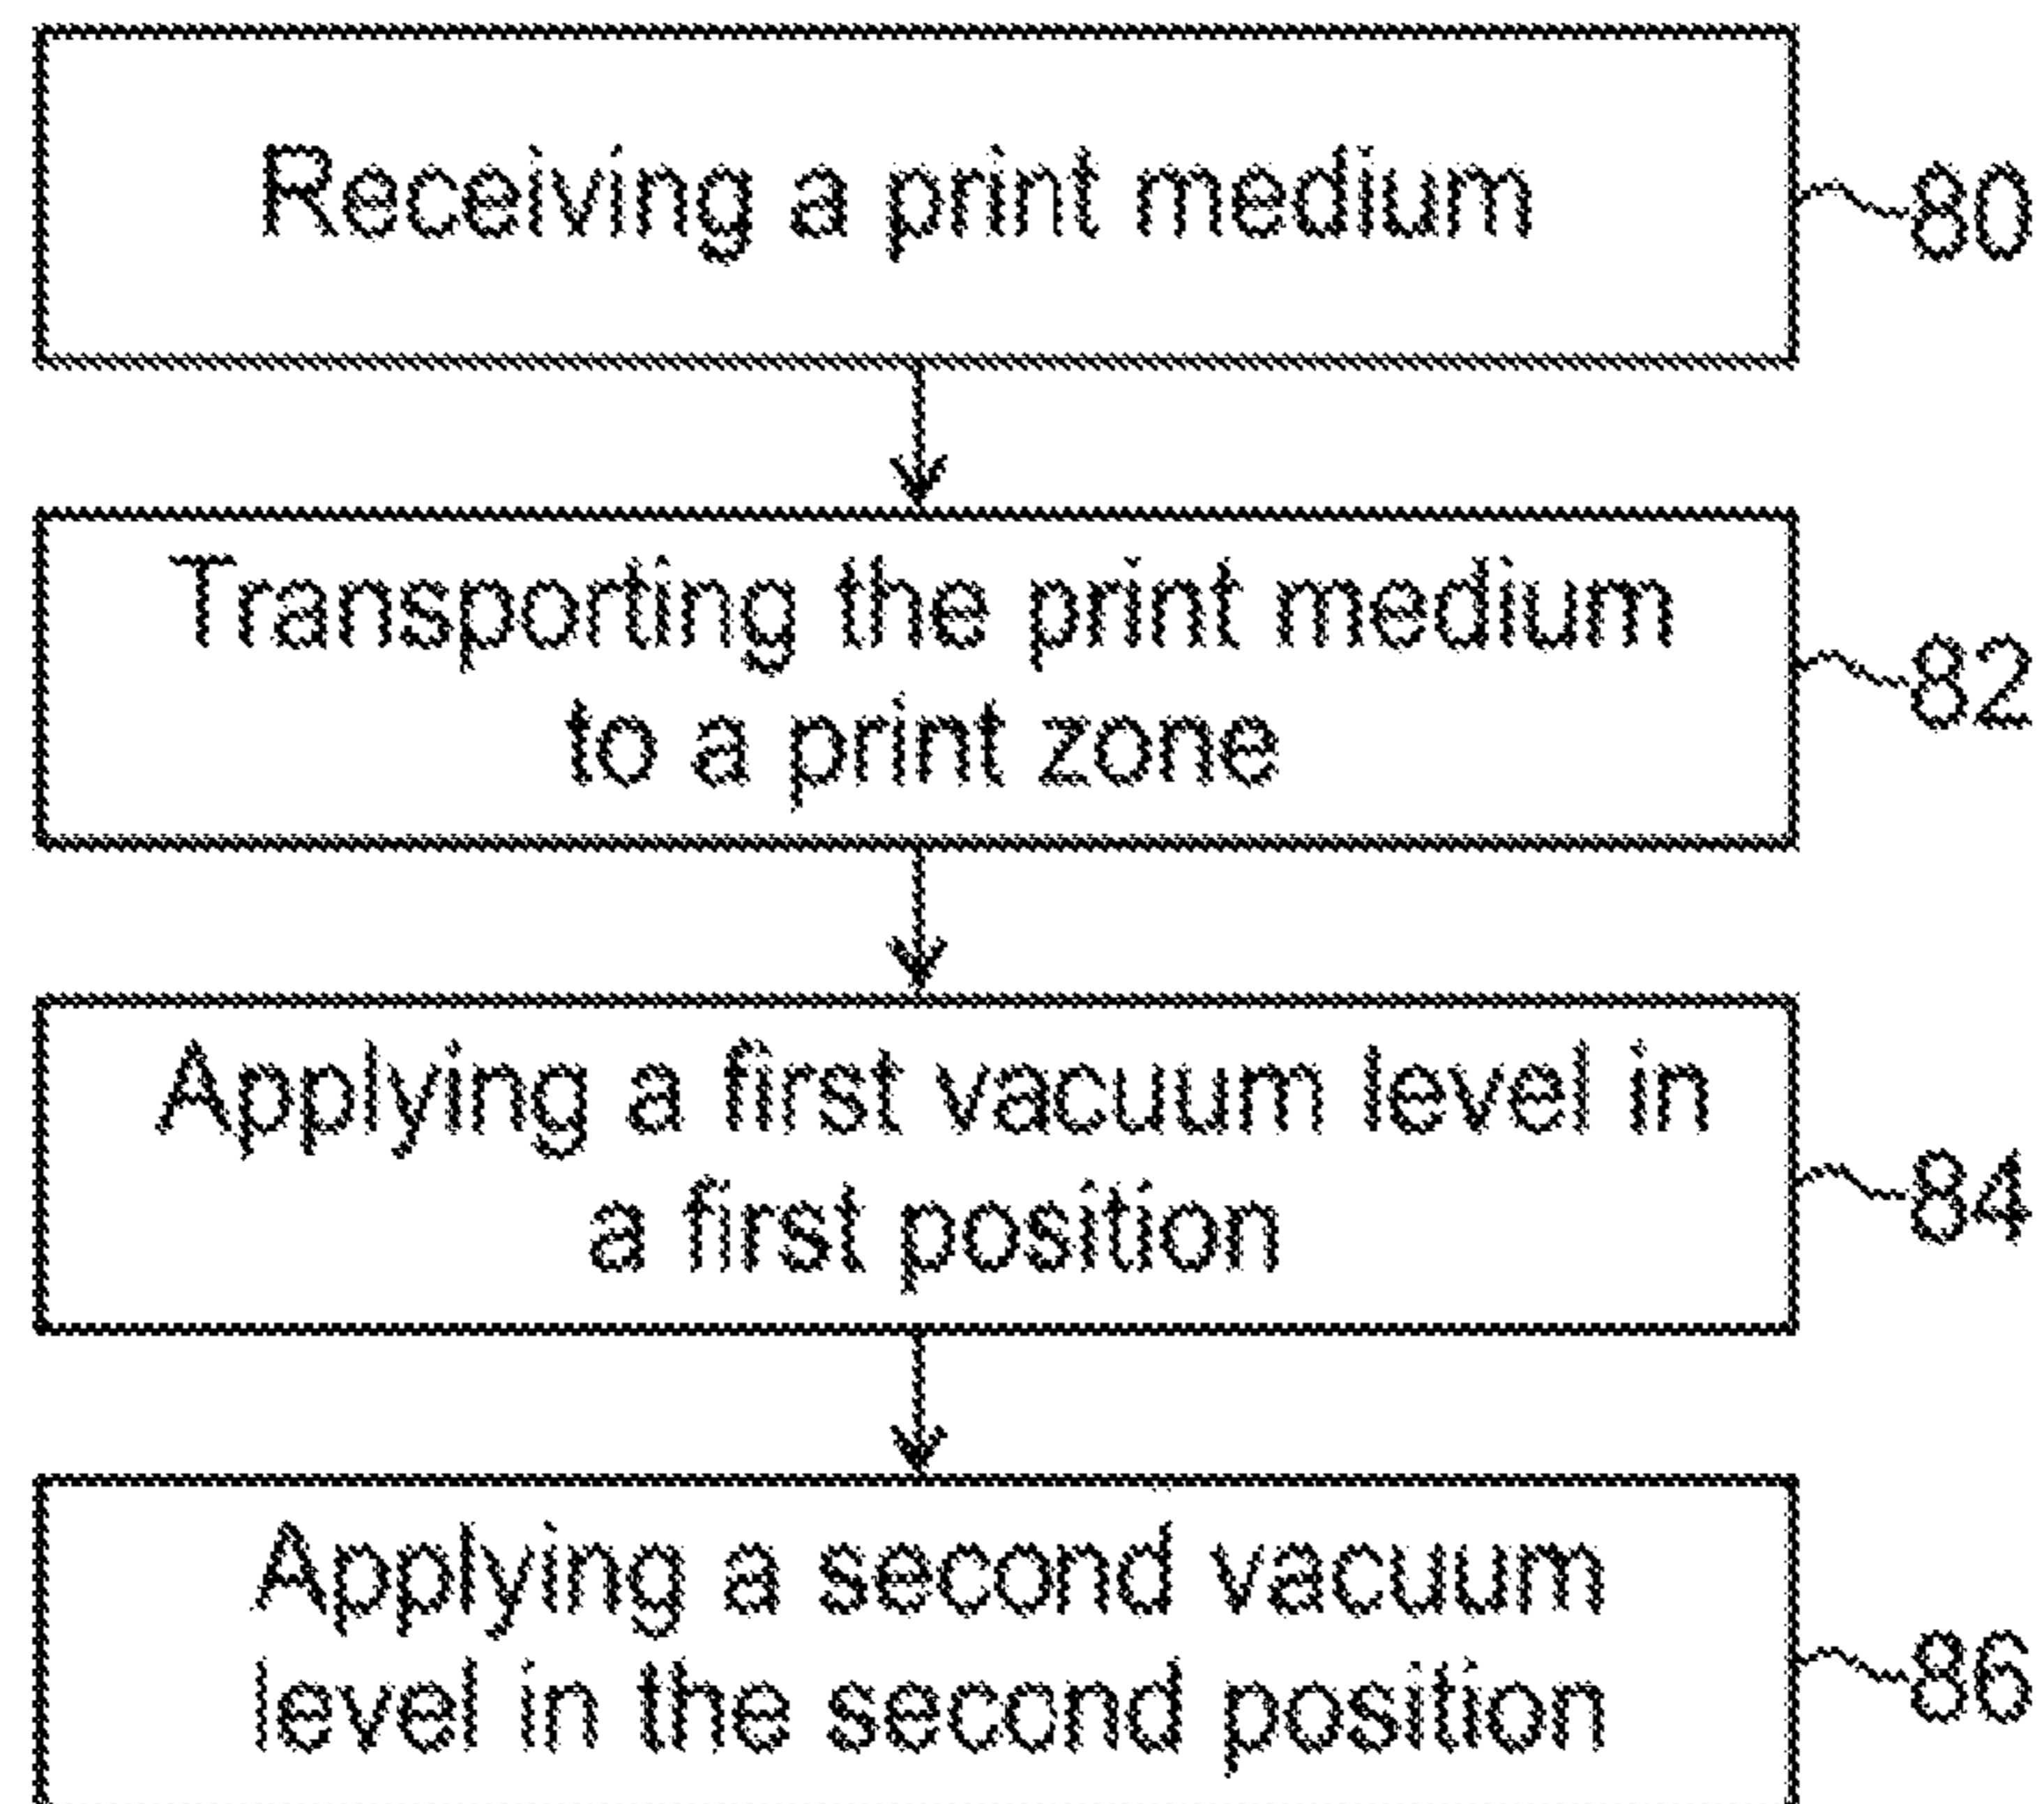 Receiving a print medium
80
Transporting the print medium
to a print zone
82
Applying a first vacuum level in
a first position
84
Applying a second vacuum
level in the second position
86